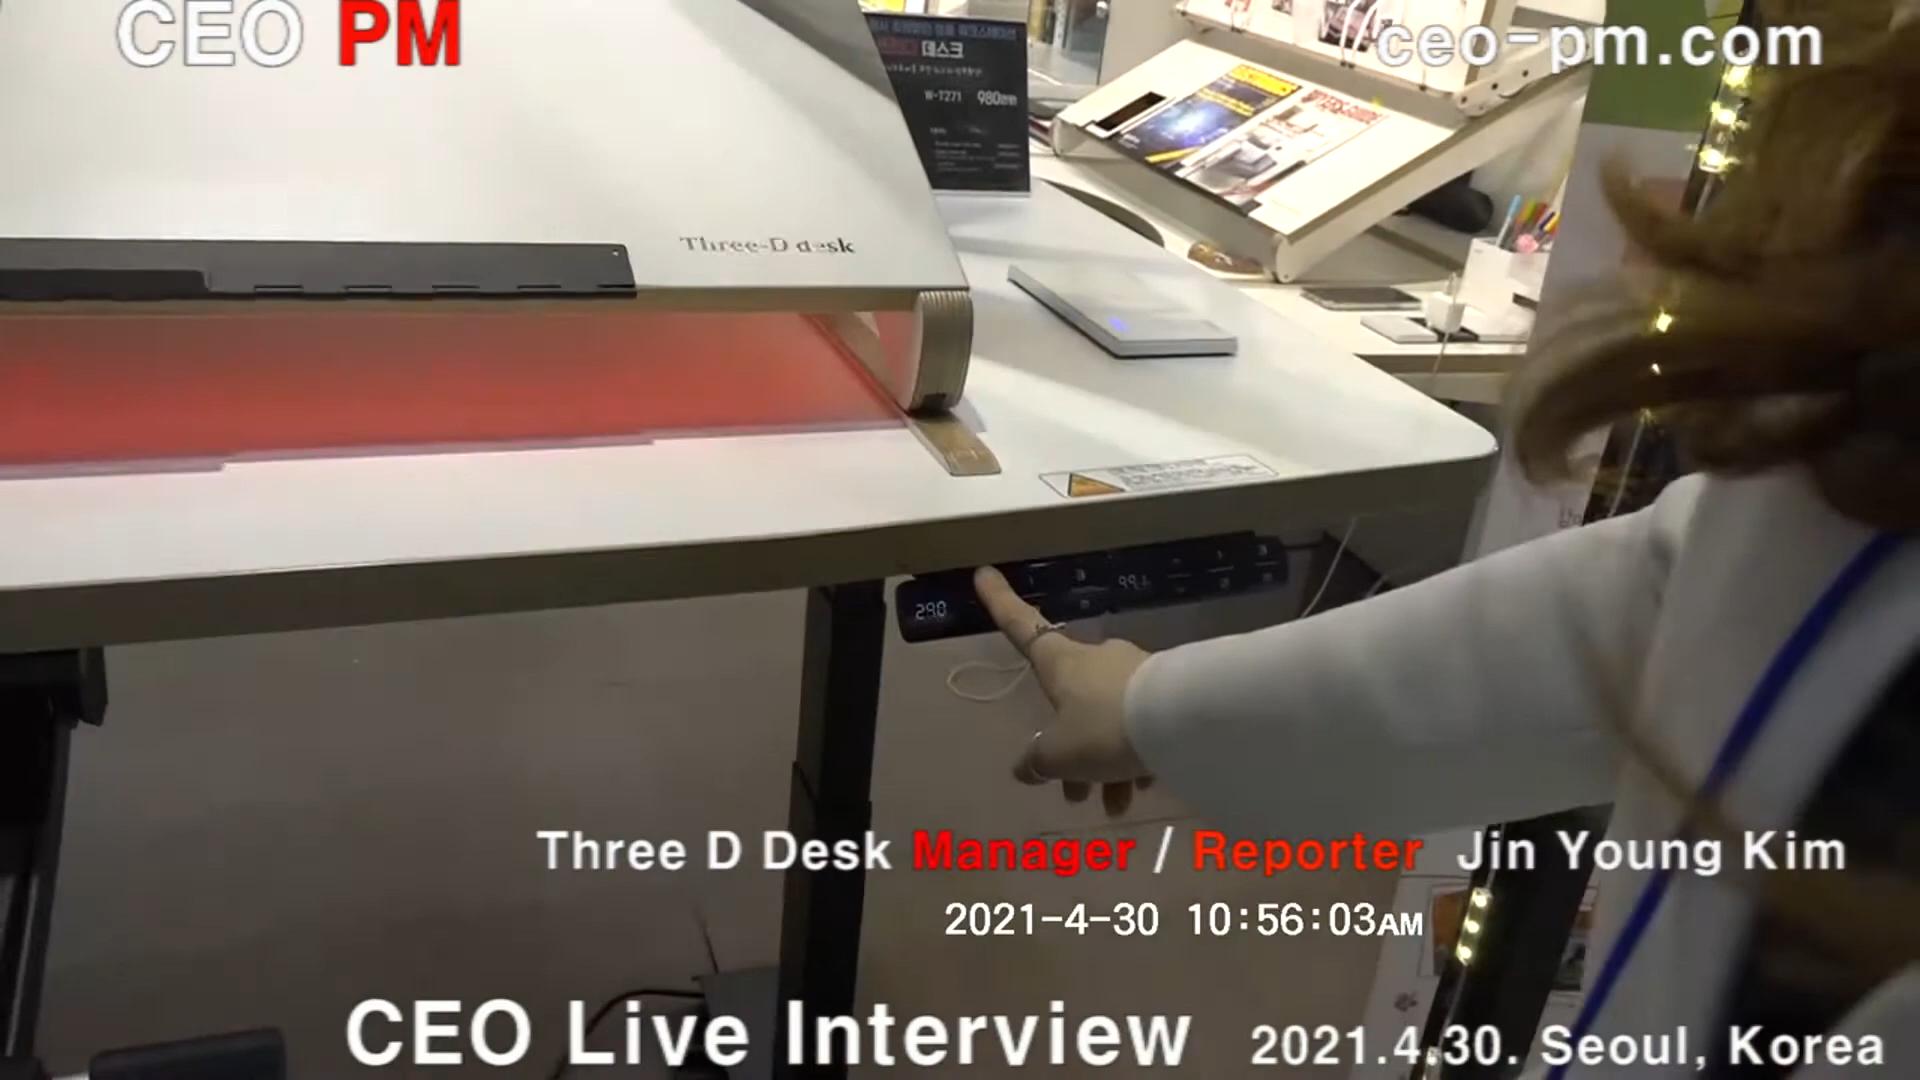 CEO PM
ceo-pm.com
데스크
W-T271 980
Three-D desk
29.0
99.1
Three D Desk Manager / Reporter Jin Young Kim
2021-4-30 10:56:03AM
CEO Live Interview 2021.4.30. Seoul, Korea